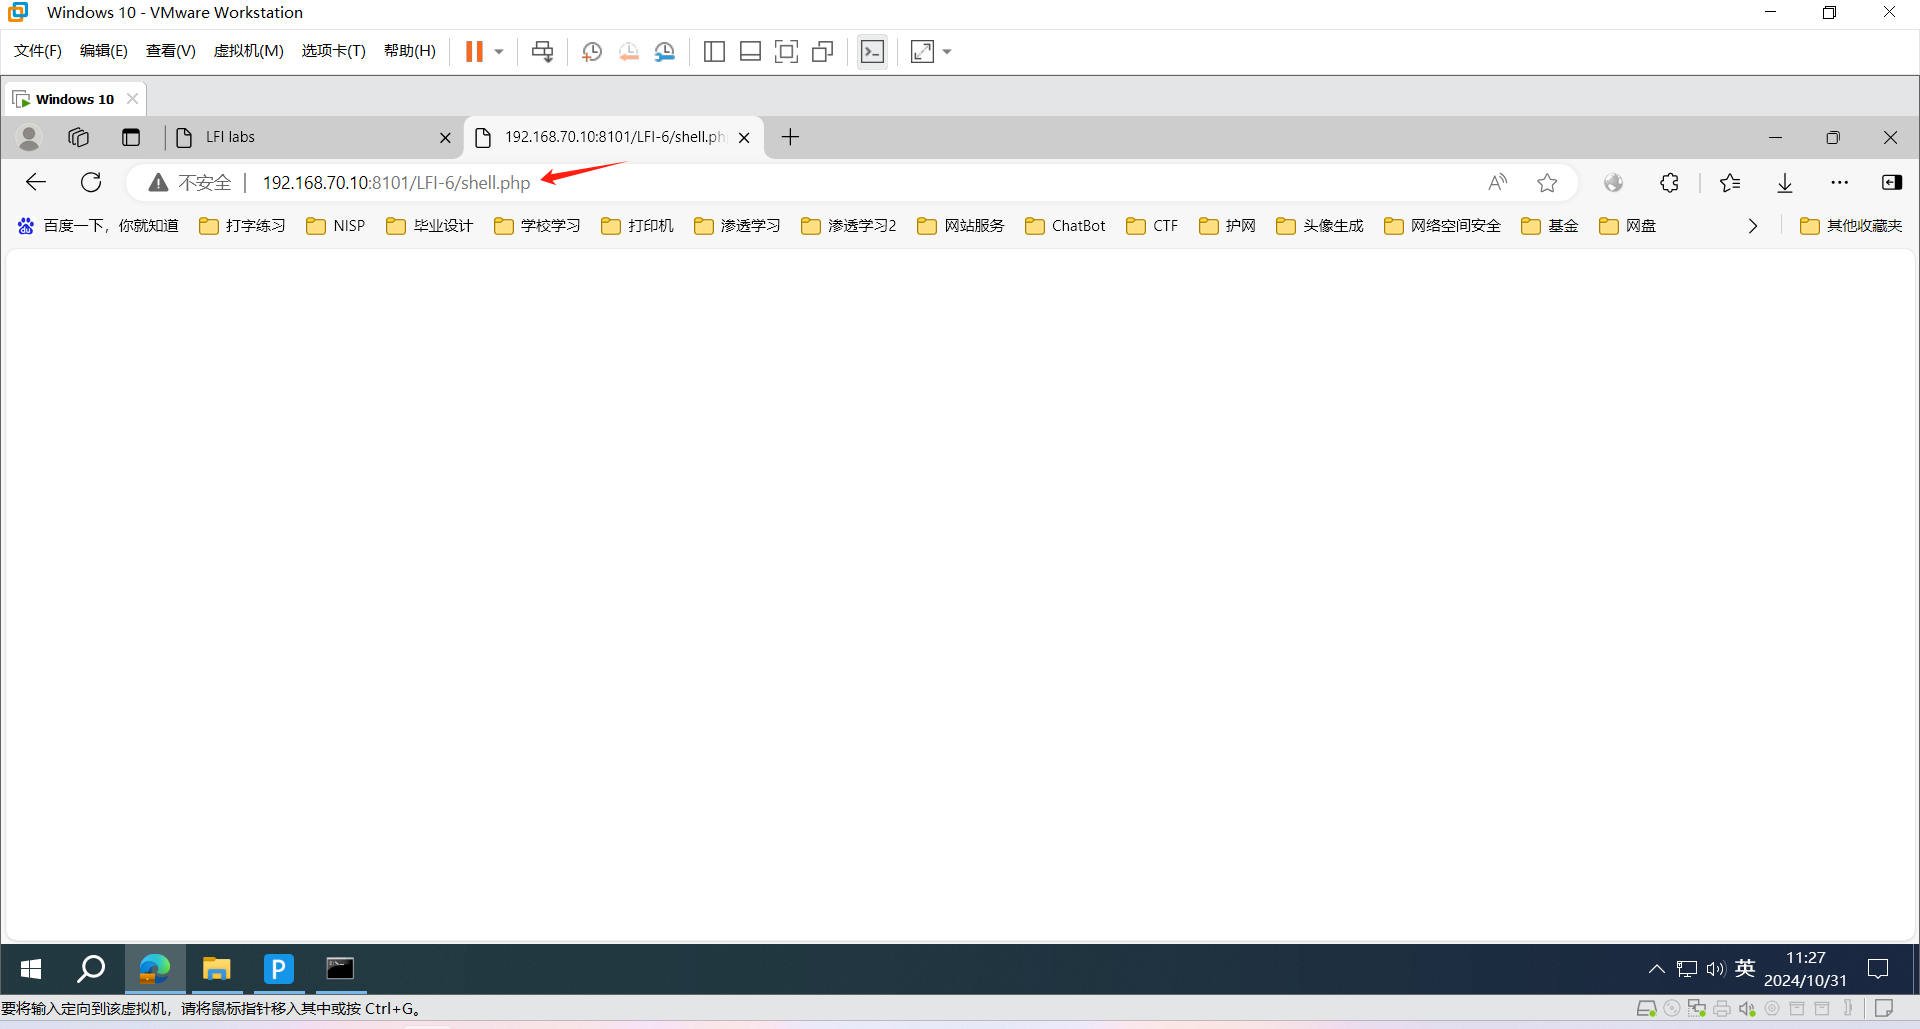 Windows 10 - VMware Workstation
文件(F) 编辑(E) 查看(V) 虚拟机(M) 选项卡(T) 帮助(H)
Windows 10
LFI labs 192.168.70.10:8101/LFI-6/shell.ph
不安全 192.168.70.10:8101/LFI-6/shell.php
百度一下，你就知道 打字练习 NISP 毕业设计 学校学习 打印机 渗透学习 渗透学习2 网站服务 ChatBot CTF 护网 头像生成 网络空间安全 基金 网盘 其他收藏夹
英 11:27
2024/10/31
要将输入定向到该虚拟机，请将鼠标指针移入其中或按 Ctrl+G。